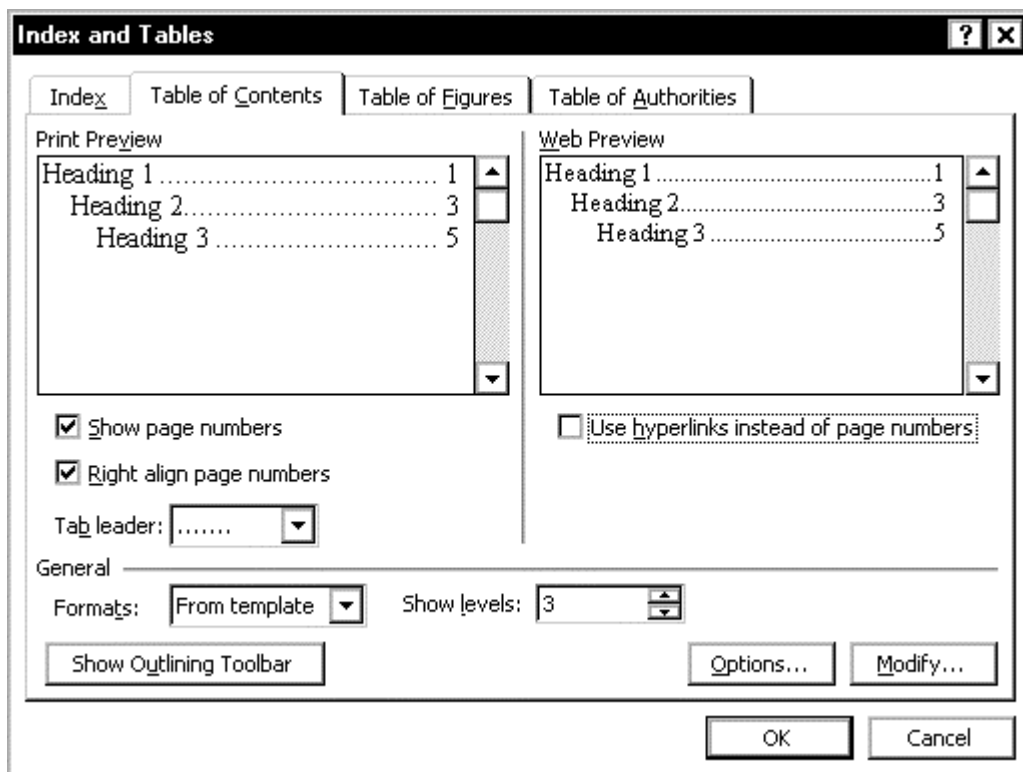 Index and Tables
Index Table of Contents Table of Figures Table of Authorities
Print Preview
Heading 1 .................................. 1
Heading 2................................ 3
Heading 3 ............................ 5
Web Preview
Heading 1............................................1
Heading 2........................................3
Heading 3...................................5
Show page numbers
Right align page numbers
Tab leader: .......
Use hyperlinks instead of page numbers
General
Formats: From template Show levels: 3
Show Outlining Toolbar Options... Modify...
OK Cancel